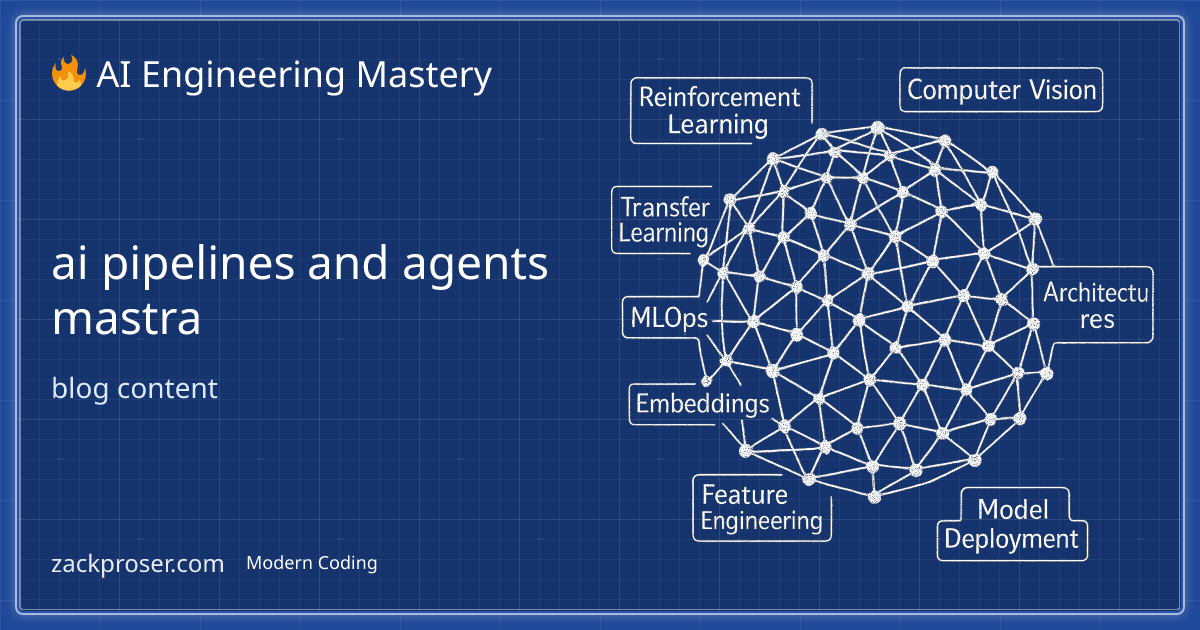 🔥 AI Engineering Mastery
ai pipelines and agents
mastra
blog content
zackproser.com Modern Coding
Reinforcement
Learning
Computer Vision
Transfer
Learning
MLOps
Architectu
res
Embeddings
Feature
Engineering
Model
Deployment